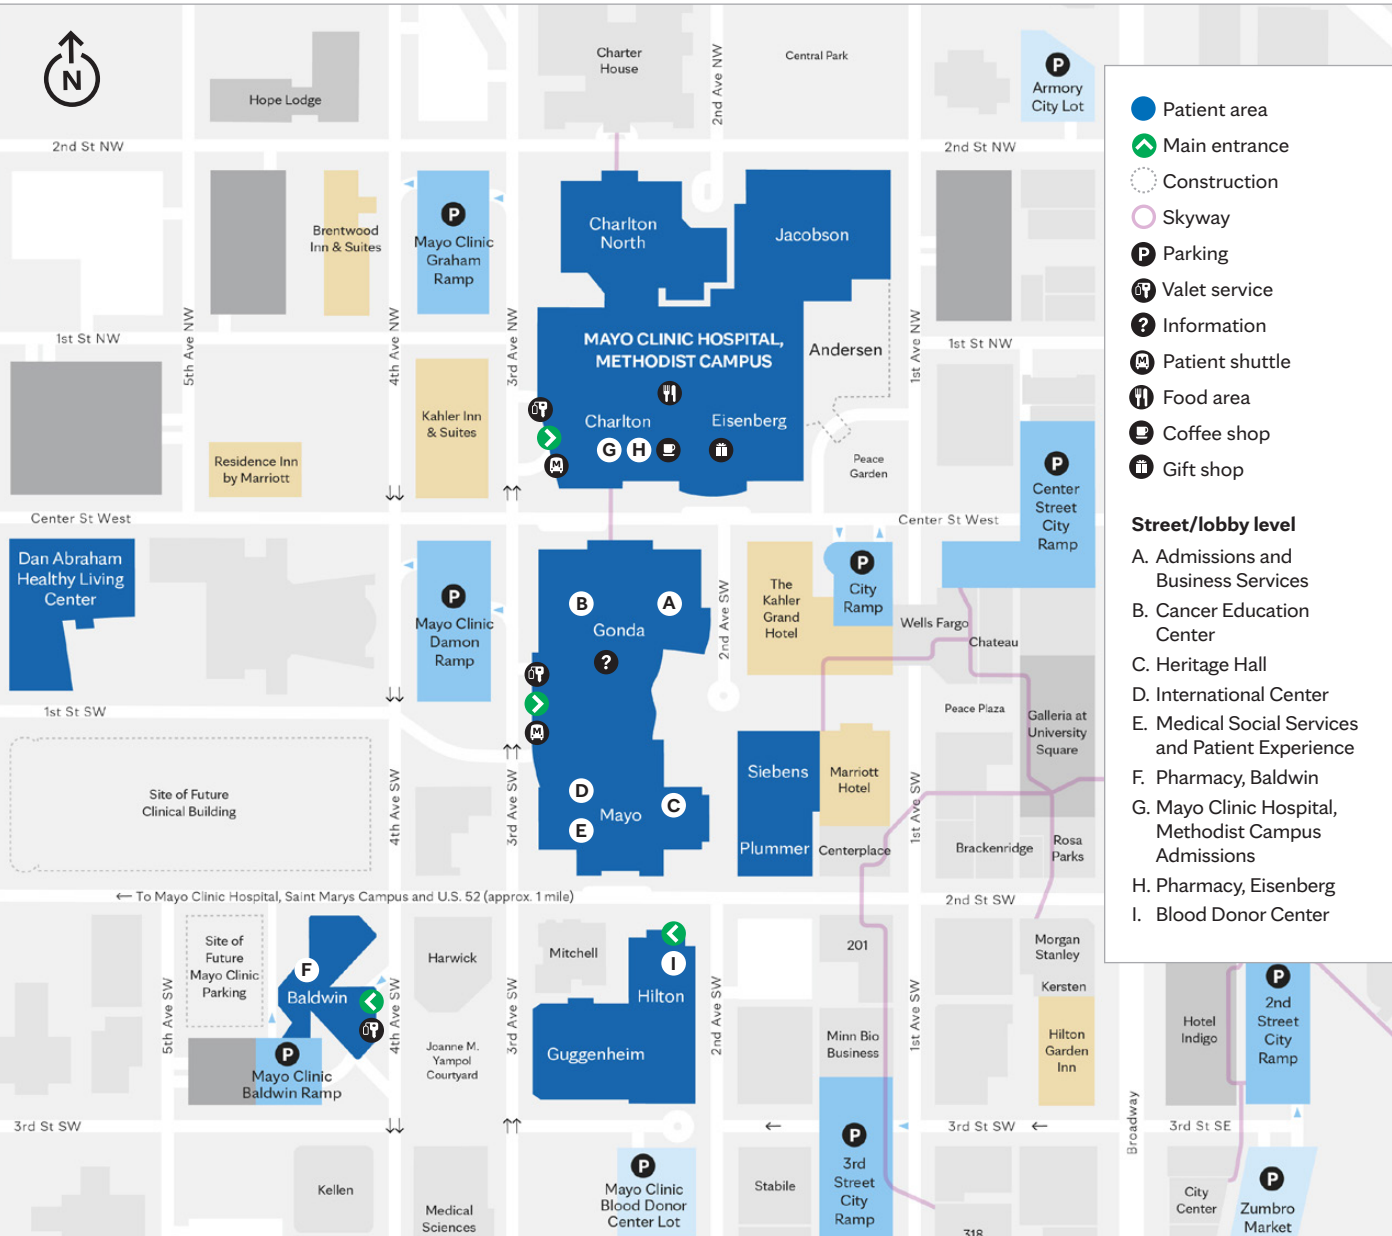 N
Charter
House
2nd Ave NW
Central Park
P
Armory
City Lot
Hope Lodge
2nd St NW
2nd St NW
Brentwood
Inn & Suites
P
Mayo Clinic
Graham
Ramp
Charlton
North
Jacobson
1st St NW
5th Ave NW
4th Ave NW
3rd Ave NW
MAYO CLINIC HOSPITAL,
METHODIST CAMPUS
Andersen
1st Ave NW
1st St NW
Kahler Inn
& Suites
Charlton
Eisenberg
G
H
M
Residence Inn
by Marriott
Peace
Garden
P
Center
Street
City
Ramp
Center St West
Center St West
Dan Abraham
Healthy Living
Center
P
Mayo Clinic
Damon
Ramp
B
A
Gonda
?
M
2nd Ave SW
The
Kahler
Grand
Hotel
P
City
Ramp
Wells Fargo
Chateau
1st St SW
Peace Plaza
Galleria at
University
Square
Site of Future
Clinical Building
4th Ave SW
3rd Ave SW
D
E
Mayo
C
Siebens
Plummer
Marriott
Hotel
Centerplace
1st Ave SW
Brackenridge
Rosa
Parks
← To Mayo Clinic Hospital, Saint Marys Campus and U.S. 52 (approx. 1 mile)
2nd St SW
Site of
Future
Mayo Clinic
Parking
F
Baldwin
Harwick
Mitchell
I
Hilton
201
Morgan
Stanley
Kersten
5th Ave SW
4th Ave SW
3rd Ave SW
2nd Ave SW
1st Ave SW
P
Mayo Clinic
Baldwin Ramp
Joanne M.
Yampol
Courtyard
Guggenheim
Minn Bio
Business
Hilton
Garden
Inn
Hotel
Indigo
P
2nd
Street
City
Ramp
Broadway
3rd St SW
3rd St SW
3rd St SE
Kellen
Medical
Sciences
P
Mayo Clinic
Blood Donor
Center Lot
Stabile
P
3rd
Street
City
Ramp
318
City
Center
P
Zumbro
Market
Patient area
Main entrance
Construction
Skyway
P Parking
Valet service
? Information
M Patient shuttle
Food area
Coffee shop
Gift shop
Street/lobby level
A. Admissions and
Business Services
B. Cancer Education
Center
C. Heritage Hall
D. International Center
E. Medical Social Services
and Patient Experience
F. Pharmacy, Baldwin
G. Mayo Clinic Hospital,
Methodist Campus
Admissions
H. Pharmacy, Eisenberg
I. Blood Donor Center